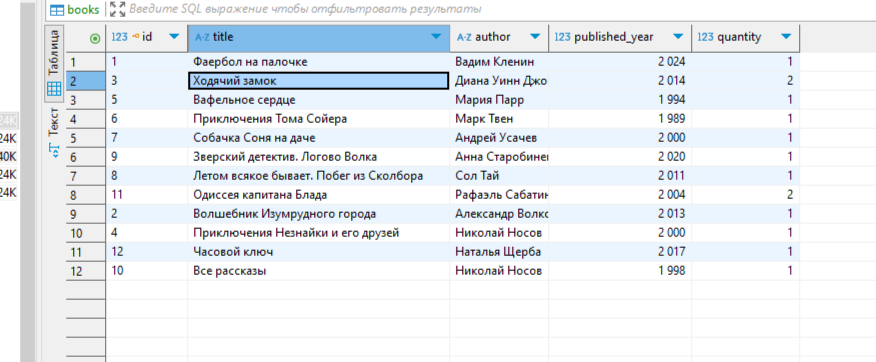 books Введите SQL выражение чтобы отфильтровать результаты
Таблица
Текст
123 id A-Z title A-Z author 123 published_year 123 quantity
1 1 Фаербол на палочке Вадим Кленин 2 024 1
2 3 Ходячий замок Диана Уинн Джо 2 014 2
3 5 Вафельное сердце Мария Парр 1 994 1
4 6 Приключения Тома Сойера Марк Твен 1 989 1
5 7 Собачка Соня на даче Андрей Усачев 2 000 1
6 9 Зверский детектив. Логово Волка Анна Старобине 2 020 1
7 8 Летом всякое бывает. Побег из Сколбора Сол Тай 2 011 1
8 11 Одиссея капитана Блада Рафаэль Сабатин 2 004 2
9 2 Волшебник Изумрудного города Александр Волко 2 013 1
10 4 Приключения Незнайки и его друзей Николай Носов 2 000 1
11 12 Часовой ключ Наталья Щерба 2 017 1
12 10 Все рассказы Николай Носов 1 998 1
24K
24K
40K
24K
24K